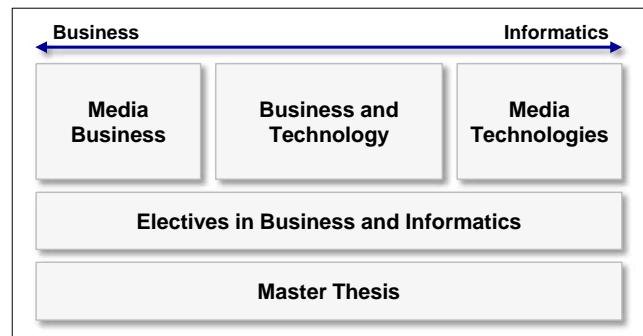 Business Informatics
Media Business and Media
Business Technology Technologies
Electives in Business and Informatics
Master Thesis